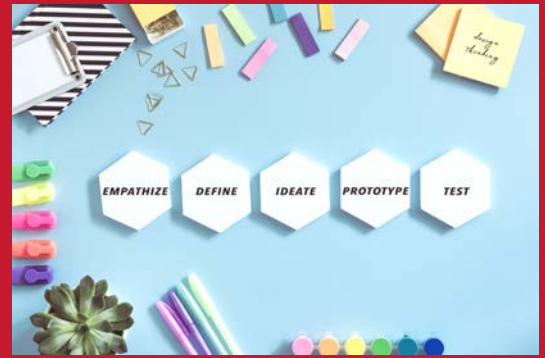 design
thinking
EMPATHIZE
DEFINE
IDEATE
PROTOTYPE
TEST